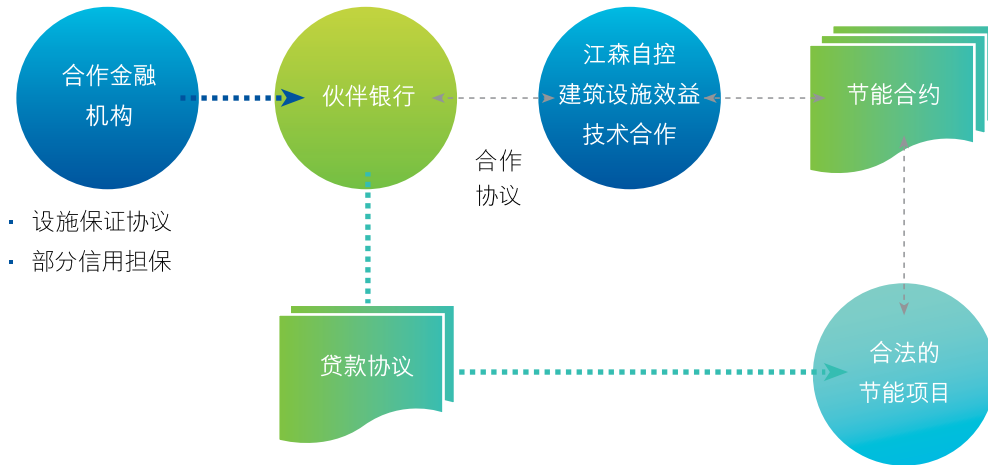 合作金融
机构
伙伴银行
江森自控
建筑设施效益
技术合作
节能合约
合作
协议
· 设施保证协议
· 部分信用担保
贷款协议
合法的
节能项目